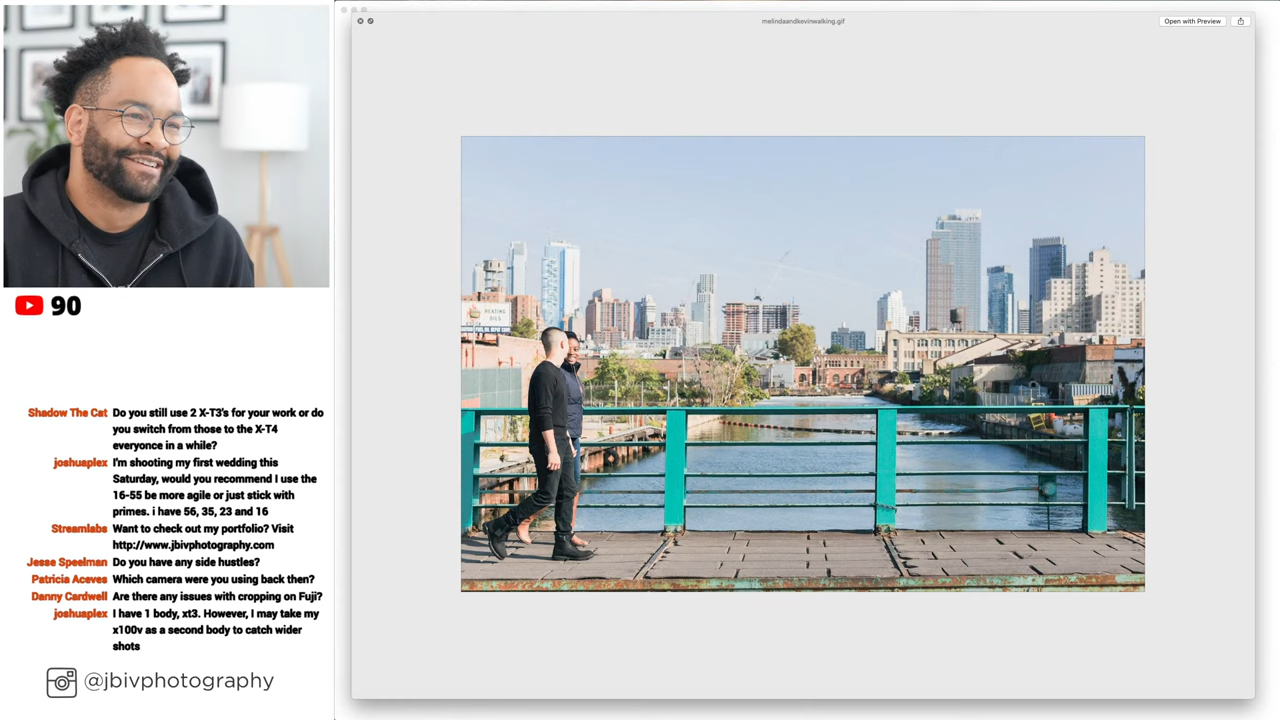 melindaandkevinwalking.gif
Open with Preview
HEATING
OILS
90
Shadow The Cat Do you still use 2 X-T3's for your work or do
you switch from those to the X-T4
everyonce in a while?
joshuaplex I'm shooting my first wedding this
Saturday, would you recommend I use the
16-55 be more agile or just stick with
primes. i have 56, 35, 23 and 16
Streamlabs Want to check out my portfolio? Visit
http://www.jbivphotography.com
Jesse Speelman Do you have any side hustles?
Patricia Aceves Which camera were you using back then?
Danny Cardwell Are there any issues with cropping on Fuji?
joshuaplex I have 1 body, xt3. However, I may take my
x100v as a second body to catch wider
shots
@jbivphotography